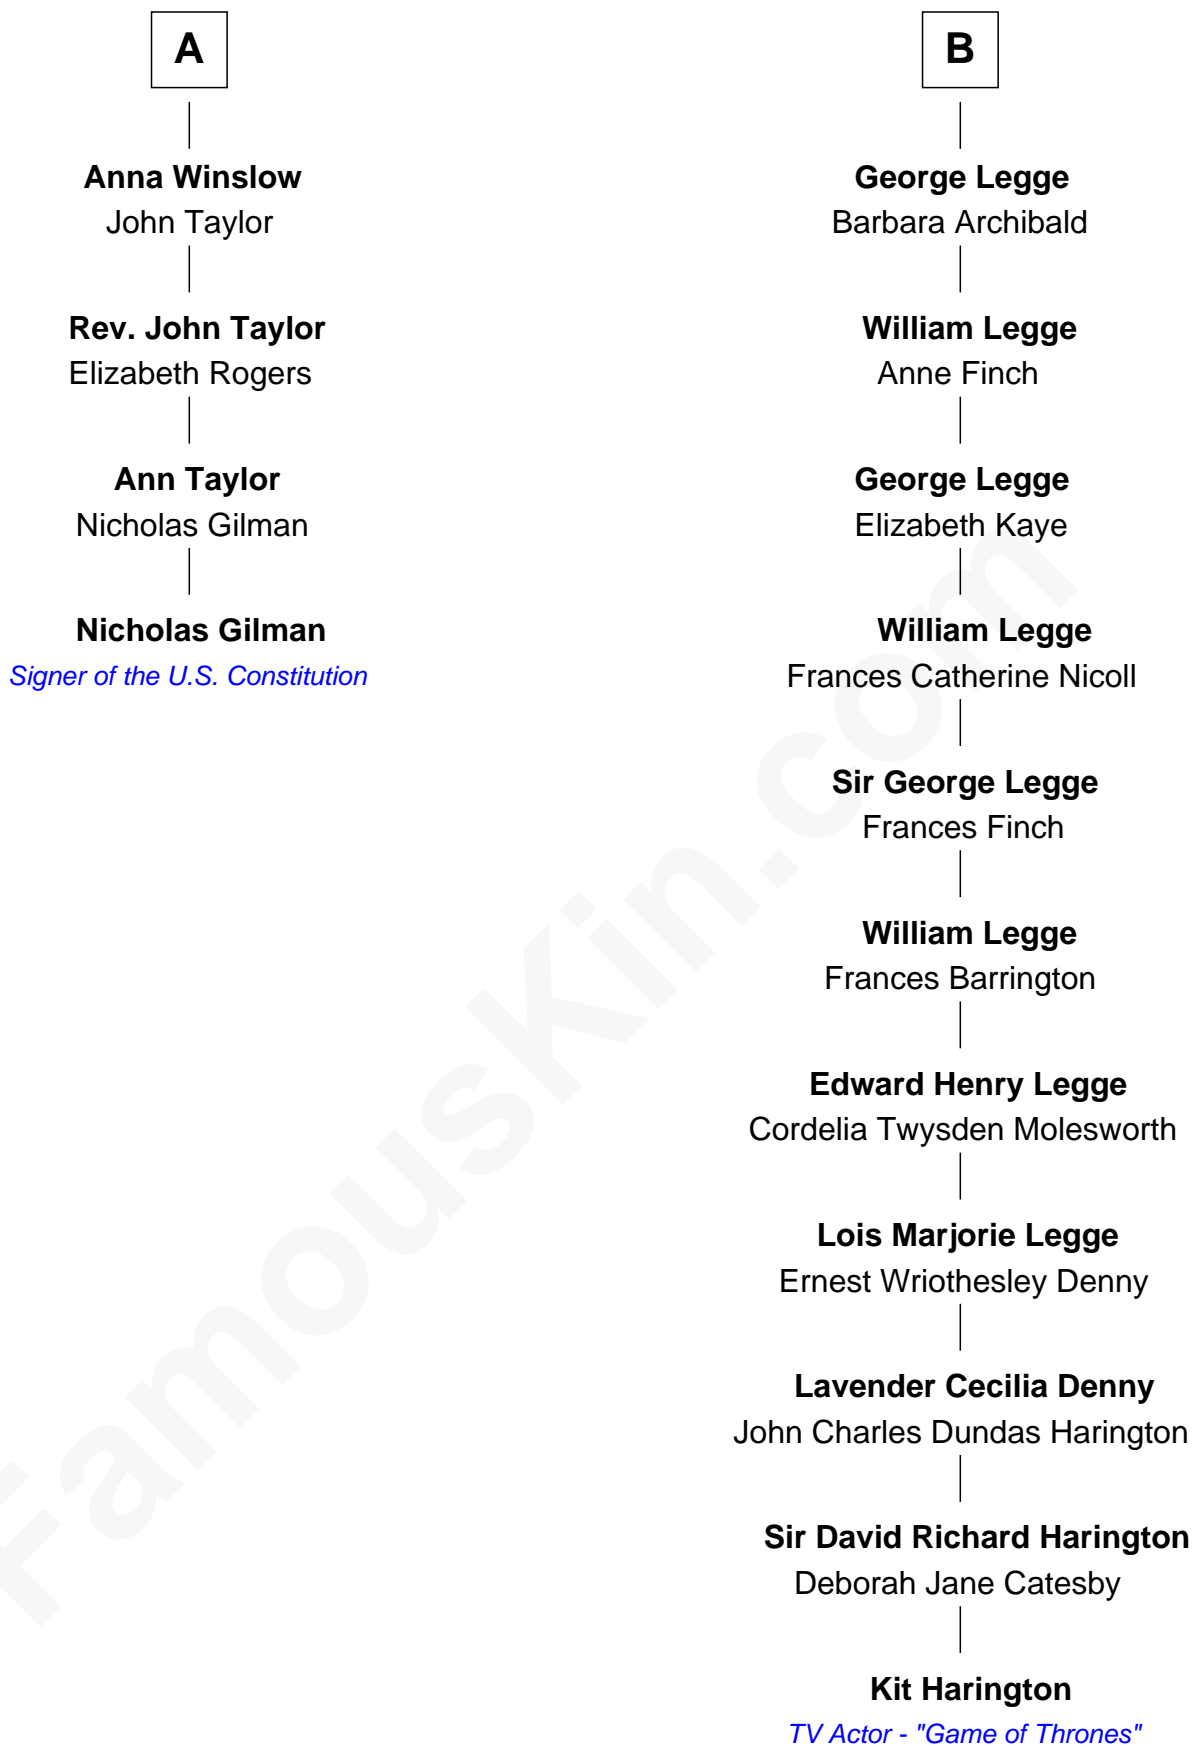 A
Anna Winslow
John Taylor
Rev. John Taylor
Elizabeth Rogers
Ann Taylor
Nicholas Gilman
Nicholas Gilman
Signer of the U.S. Constitution
B
George Legge
Barbara Archibald
William Legge
Anne Finch
George Legge
Elizabeth Kaye
William Legge
Frances Catherine Nicoll
Sir George Legge
Frances Finch
William Legge
Frances Barrington
Edward Henry Legge
Cordelia Twysden Molesworth
Lois Marjorie Legge
Ernest Wriothesley Denny
Lavender Cecilia Denny
John Charles Dundas Harington
Sir David Richard Harington
Deborah Jane Catesby
Kit Harington
TV Actor - "Game of Thrones"
FamousKin.com